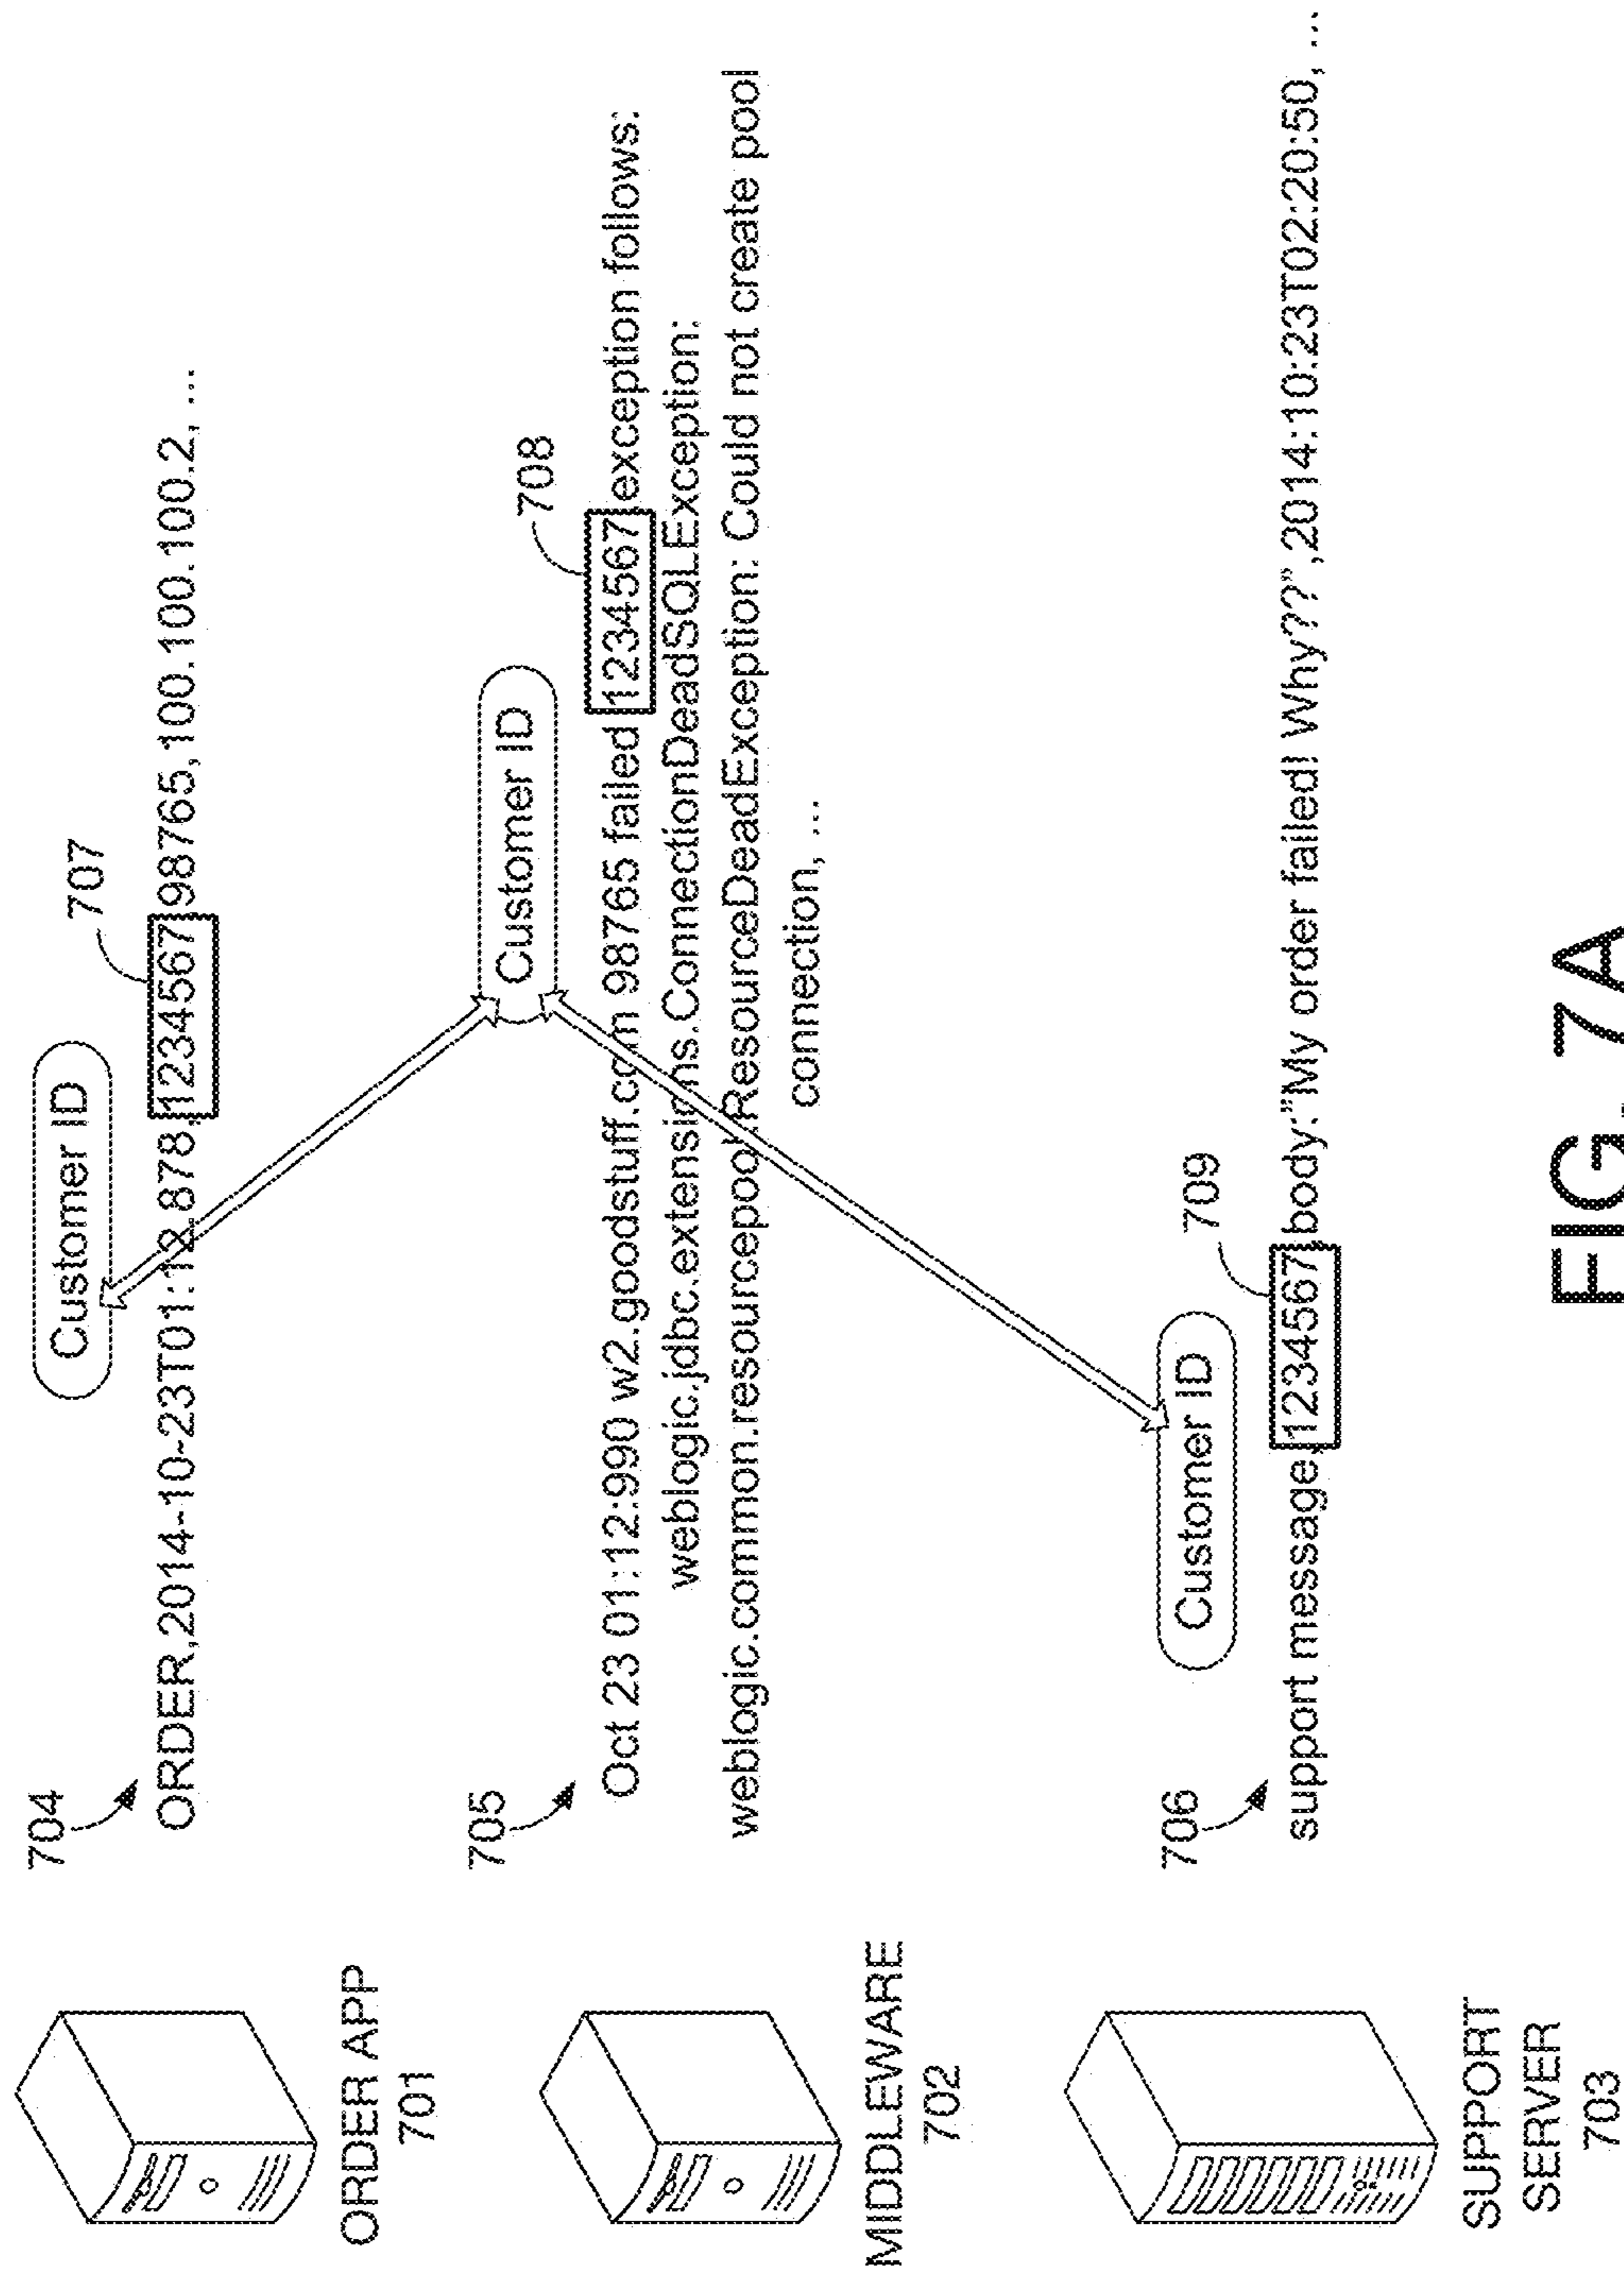 704
Customer ID
707
ORDER,2014-10-23T01:12.878,1234567,98765,100.100.100.2, ...
ORDER APP
701
705
Customer ID
708
Oct 23 01:12:990 w2.goodstuff.com 98765 failed 1234567 exception follows:
weblogic.jdbc.extensions.ConnectionDeadSQLException:
weblogic.common.resourcepool.ResourceDeadException: Could not create pool
connection, ...
MIDDLEWARE
702
706
Customer ID
709
support message,1234567,body:"My order failed! Why??",2014:10:23T02:20:50, ...
SUPPORT
SERVER
703
FIG. 7A